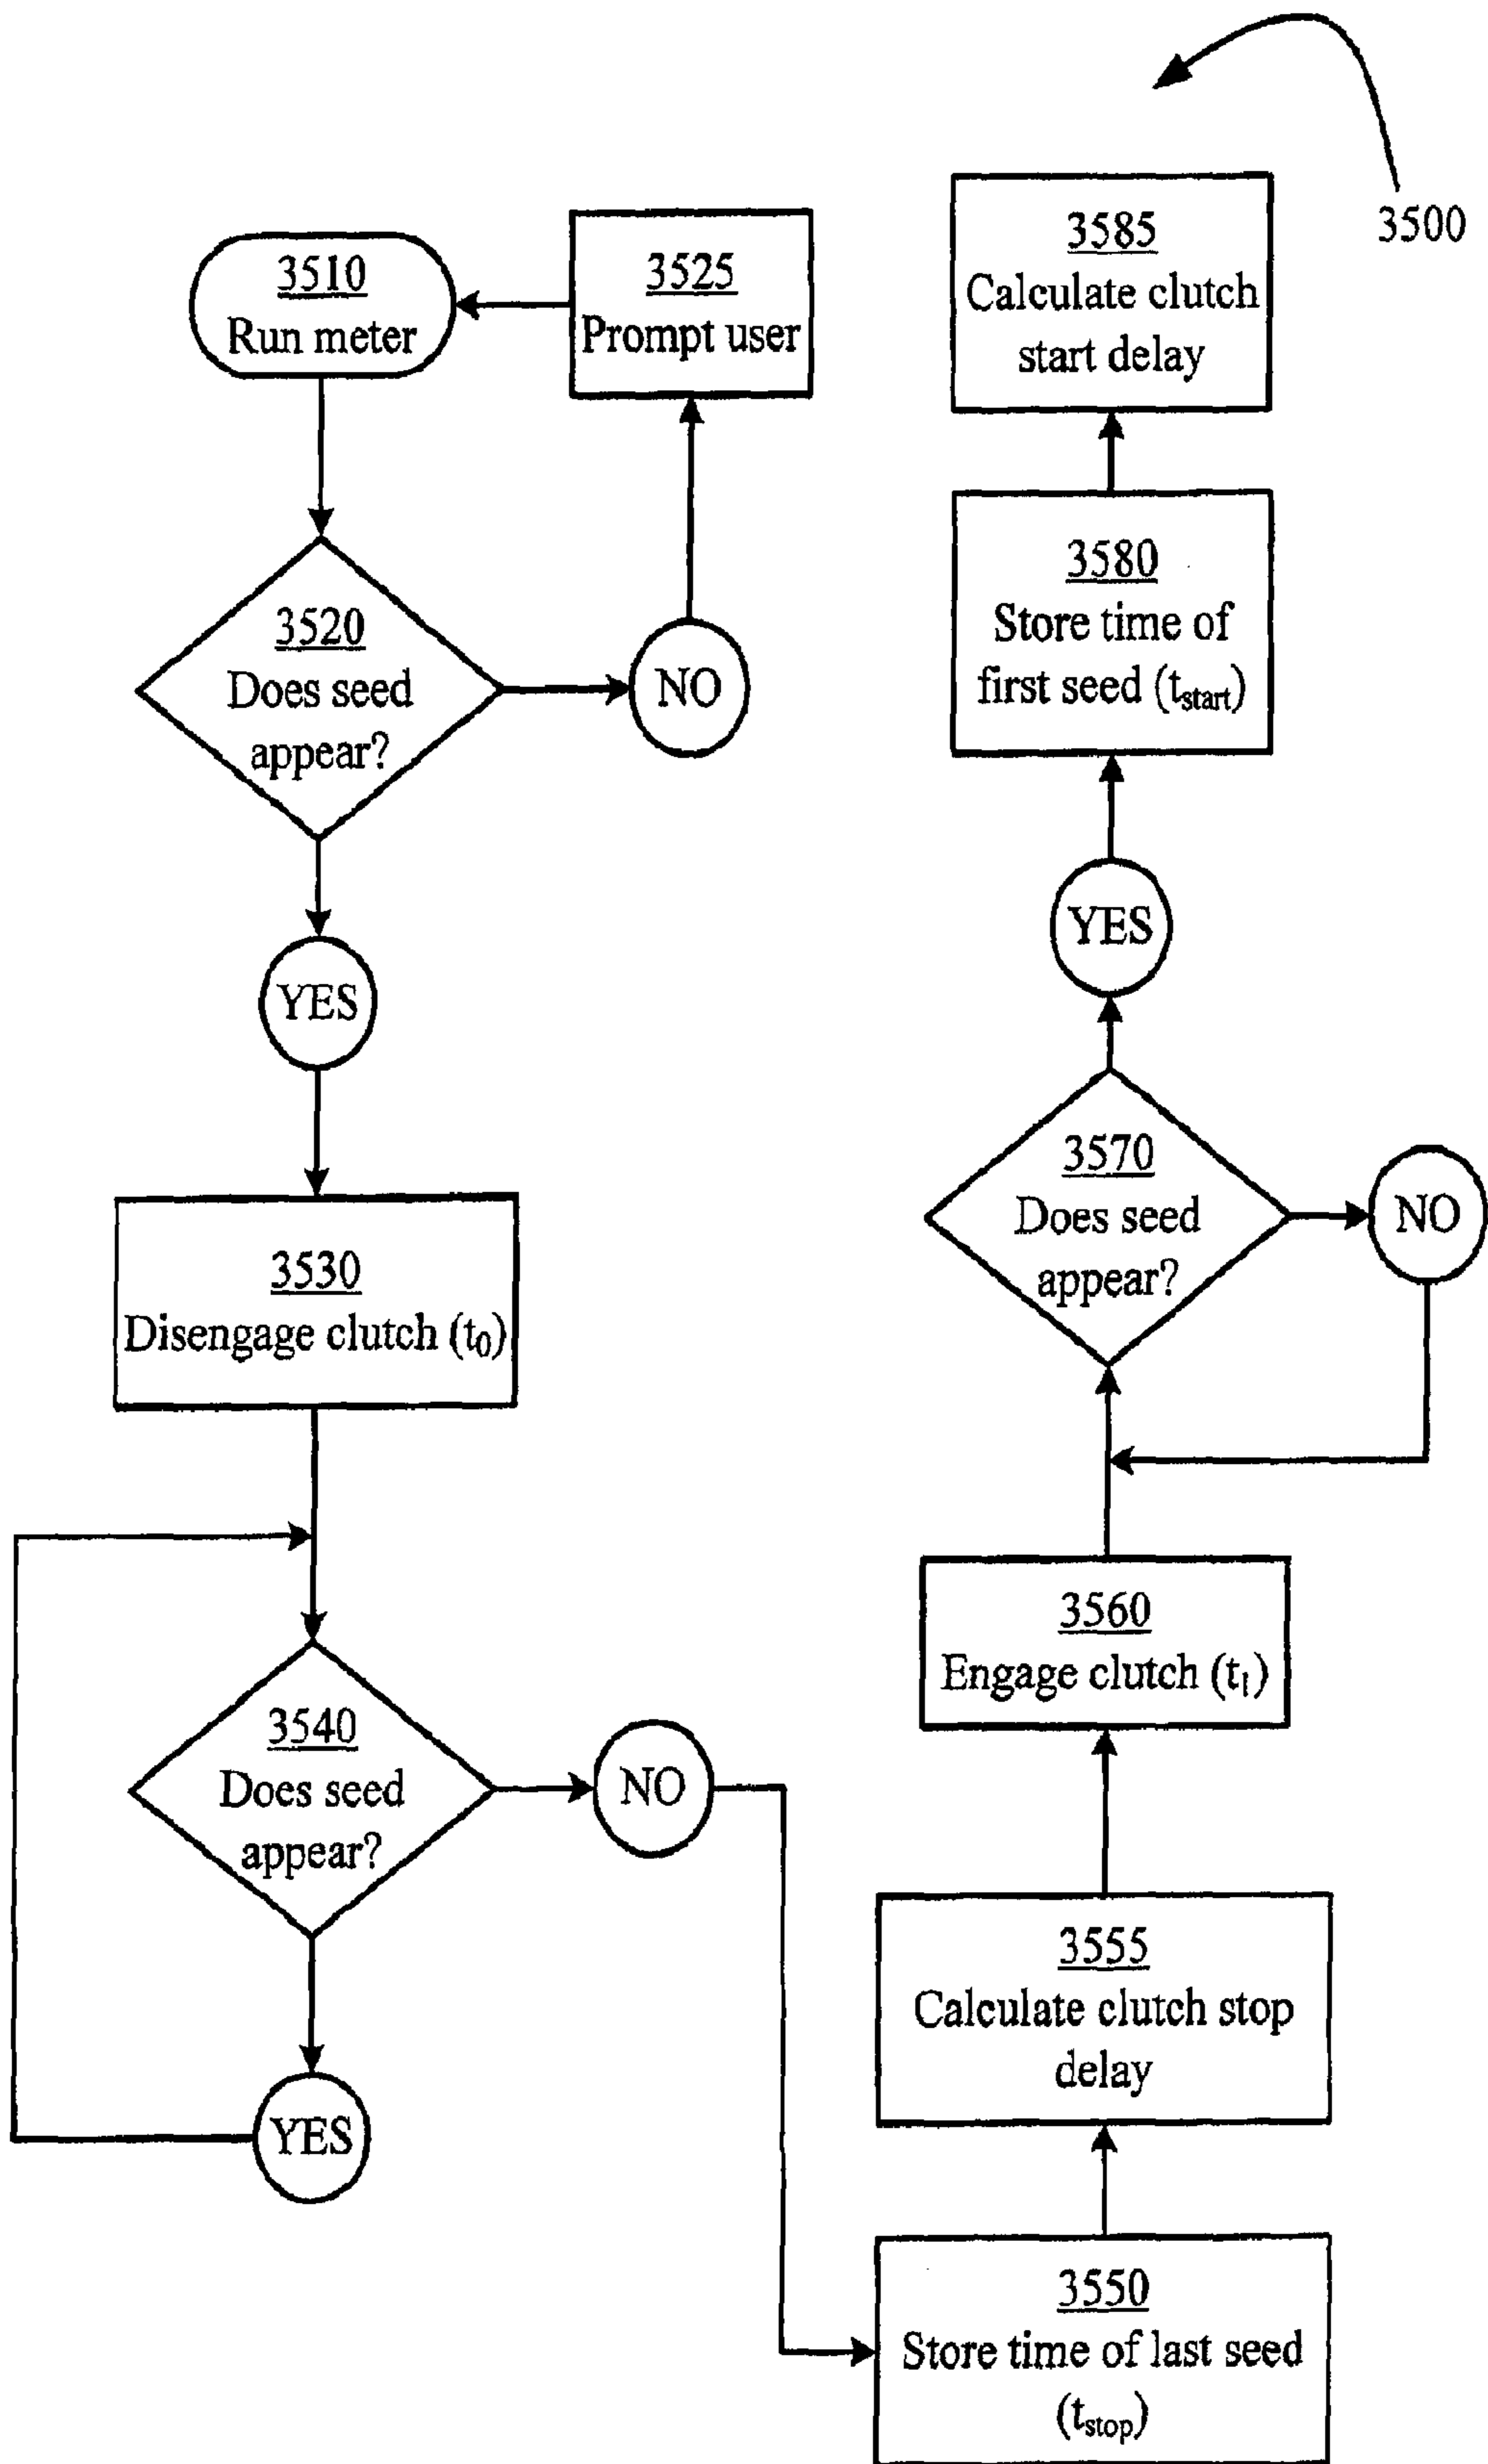 3510
Run meter
3525
Prompt user
3520
Does seed
appear?
NO
YES
3530
Disengage clutch (t₀)
3540
Does seed
appear?
NO
YES
3550
Store time of last seed
(tstop)
3555
Calculate clutch stop
delay
3560
Engage clutch (t₁)
3570
Does seed
appear?
NO
YES
3580
Store time of
first seed (tstart)
3585
Calculate clutch
start delay
3500